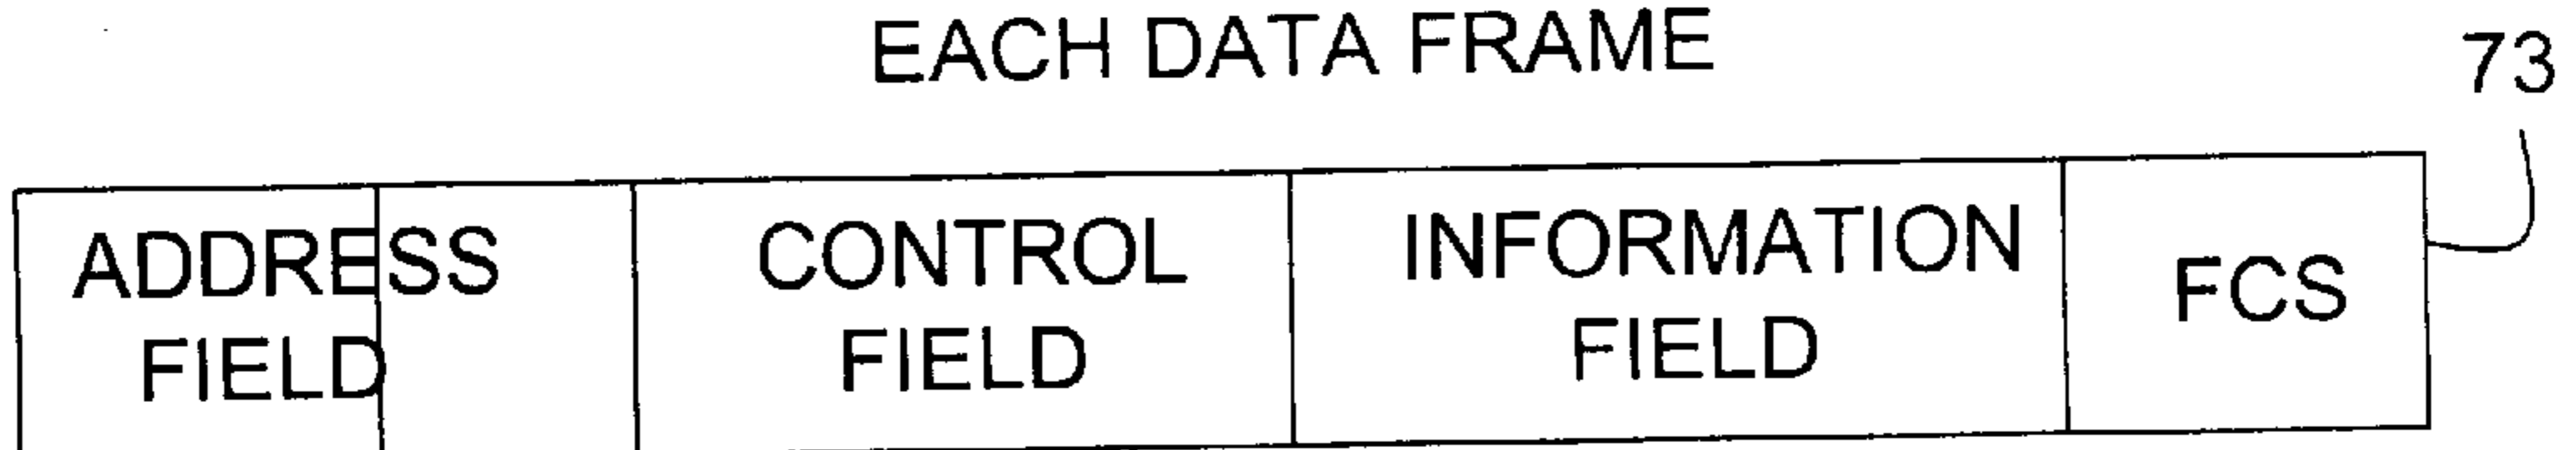 EACH DATA FRAME
73
ADDRESS
FIELD
CONTROL
FIELD
INFORMATION
FIELD
FCS